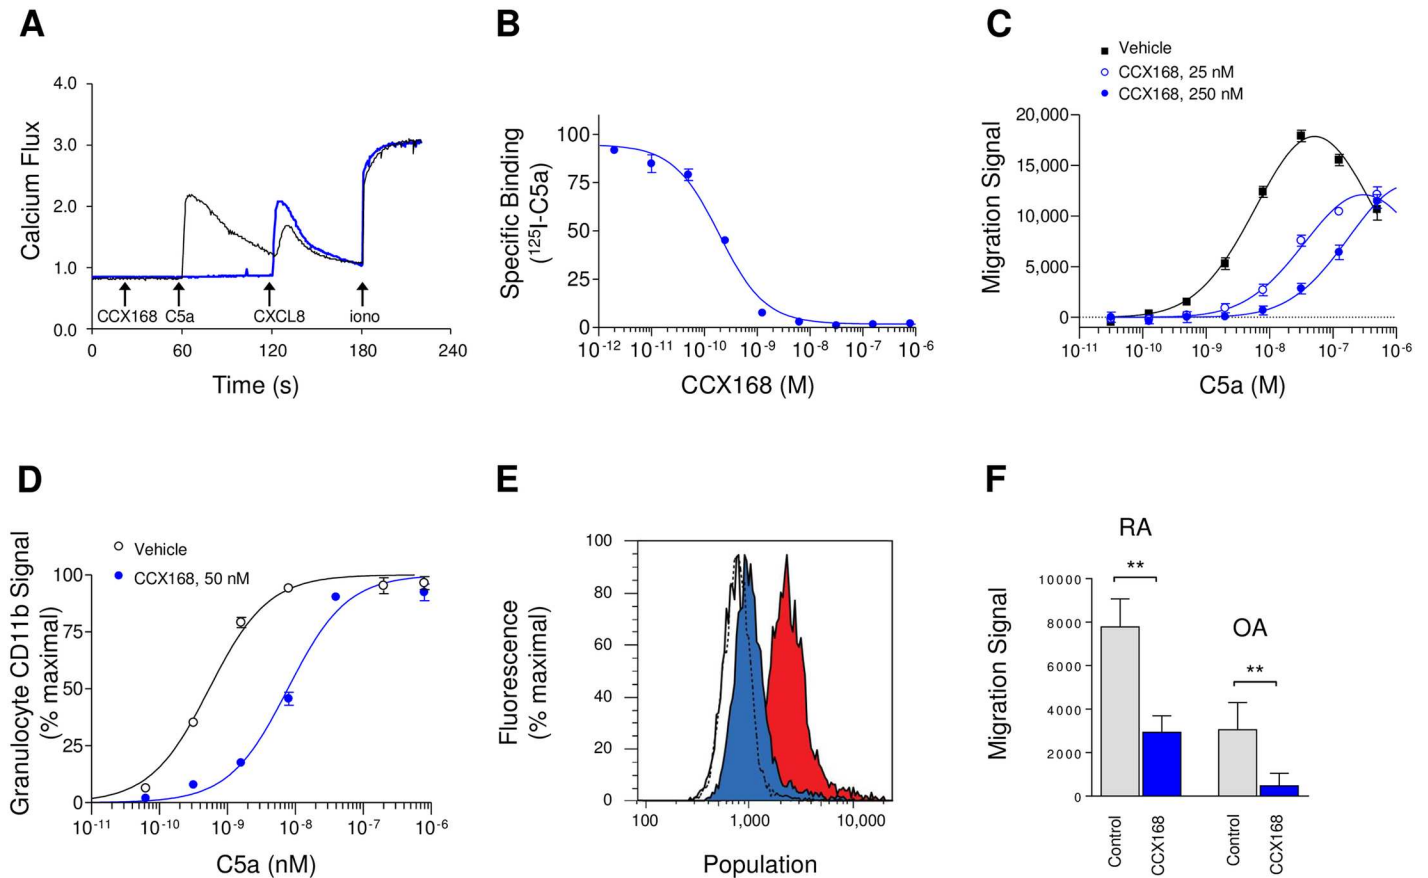 A
4.0
3.0
2.0
1.0
0.0
Calcium Flux
CCX168 C5a CXCL8 iono
0 60 120 180 240
Time (s)
B
100
75
50
25
0
Specific Binding
(¹²⁵I-C5a)
10⁻¹² 10⁻¹¹ 10⁻¹⁰ 10⁻⁹ 10⁻⁸ 10⁻⁷ 10⁻⁶
CCX168 (M)
C
Vehicle
CCX168, 25 nM
CCX168, 250 nM
20,000
15,000
10,000
5,000
0
Migration Signal
10⁻¹¹ 10⁻¹⁰ 10⁻⁹ 10⁻⁸ 10⁻⁷ 10⁻⁶
C5a (M)
D
Vehicle
CCX168, 50 nM
100
75
50
25
0
Granulocyte CD11b Signal
(% maximal)
10⁻¹¹ 10⁻¹⁰ 10⁻⁹ 10⁻⁸ 10⁻⁷ 10⁻⁶
C5a (nM)
E
100
80
60
40
20
0
Fluorescence
(% maximal)
100 1,000 10,000
Population
F
RA
**
OA
**
10000
8000
6000
4000
2000
0
Migration Signal
Control
CCX168
Control
CCX168